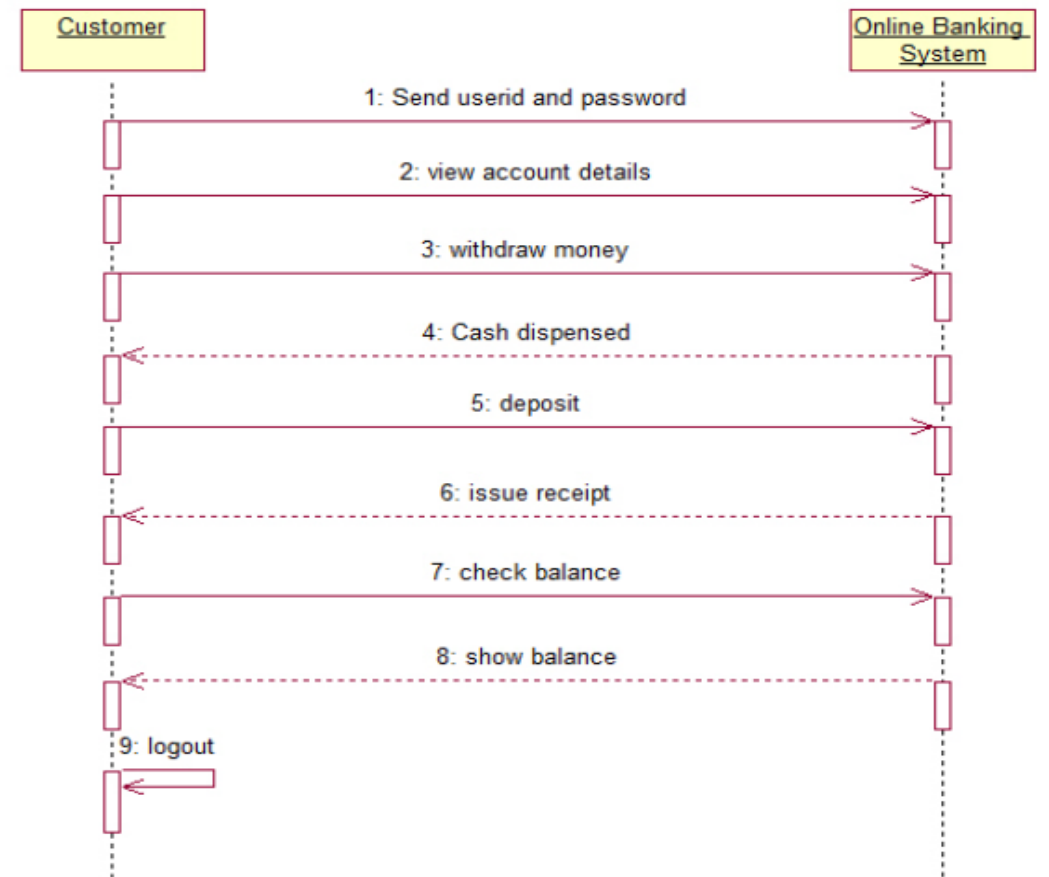 Customer
Online Banking
System
1: Send userid and password
2: view account details
3: withdraw money
4: Cash dispensed
5: deposit
6: issue receipt
7: check balance
8: show balance
9: logout